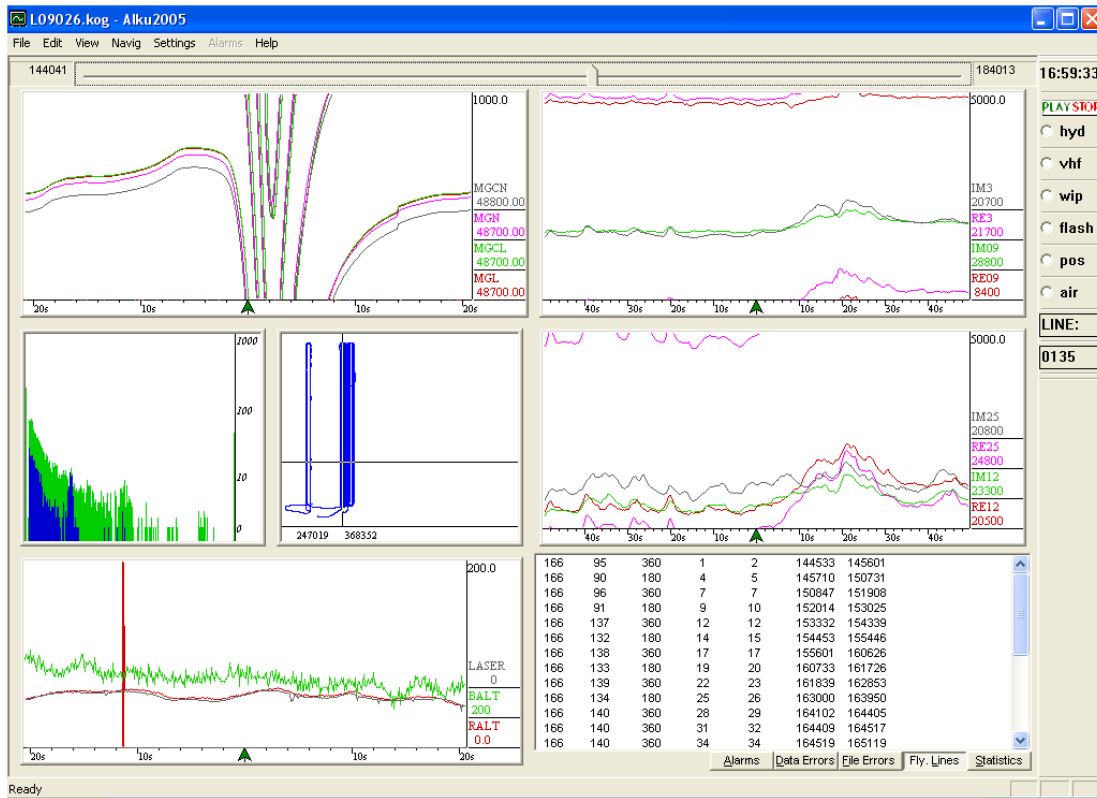 L09026.kog - Alku2005
File Edit View Navig Settings Alarms Help
144041
184013
16:59:33
PLAY STOP
hyd
vhf
wip
flash
pos
air
LINE:
0135
1000.0
MGCN
48800.00
MGN
48700.00
MGCL
48700.00
MGL
48700.00
20s 10s 10s 20s
5000.0
IM3
20700
RE3
21700
IM09
28800
RE09
8400
40s 30s 20s 10s 10s 20s 30s 40s
1000
100
10
0
247019 368352
5000.0
IM25
20800
RE25
24800
IM12
23300
RE12
20500
40s 30s 20s 10s 10s 20s 30s 40s
200.0
LASER
0
BALT
200
RALT
0.0
20s 10s 10s 20s
166 95 360 1 2 144533 145601
166 90 180 4 5 145710 150731
166 96 360 7 7 150847 151908
166 91 180 9 10 152014 153025
166 137 360 12 12 153332 154339
166 132 180 14 15 154453 155446
166 138 360 17 17 155601 160626
166 133 180 19 20 160733 161726
166 139 360 22 23 161839 162853
166 134 180 25 26 163000 163950
166 140 360 28 29 164102 164405
166 140 360 31 32 164409 164517
166 140 360 34 34 164519 165119
Alarms Data Errors File Errors Fly. Lines Statistics
Ready